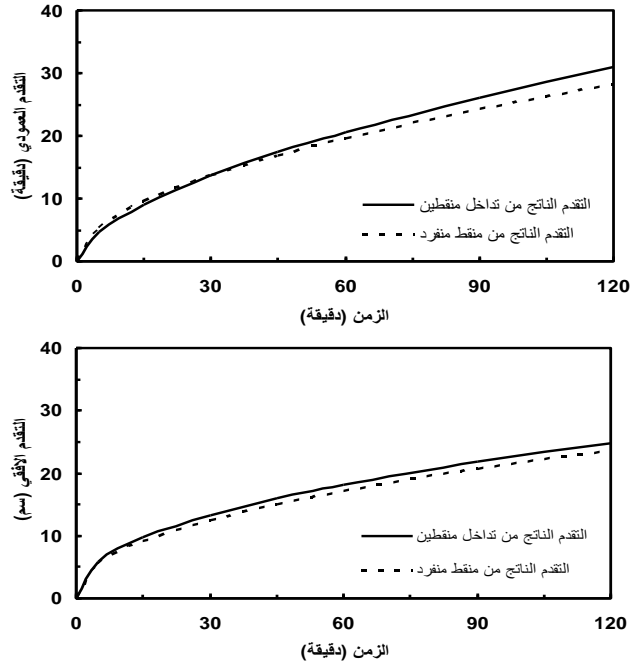 40
30
20
10
0
التقدم العمودي (دقيقة)
التقدم الناتج من تداخل منقطين
التقدم الناتج من منقط منفرد
0 30 60 90 120
الزمن (دقيقة)
40
30
20
10
0
التقدم الافقي (سم)
التقدم الناتج من تداخل منقطين
التقدم الناتج من منقط منفرد
0 30 60 90 120
الزمن (دقيقة)